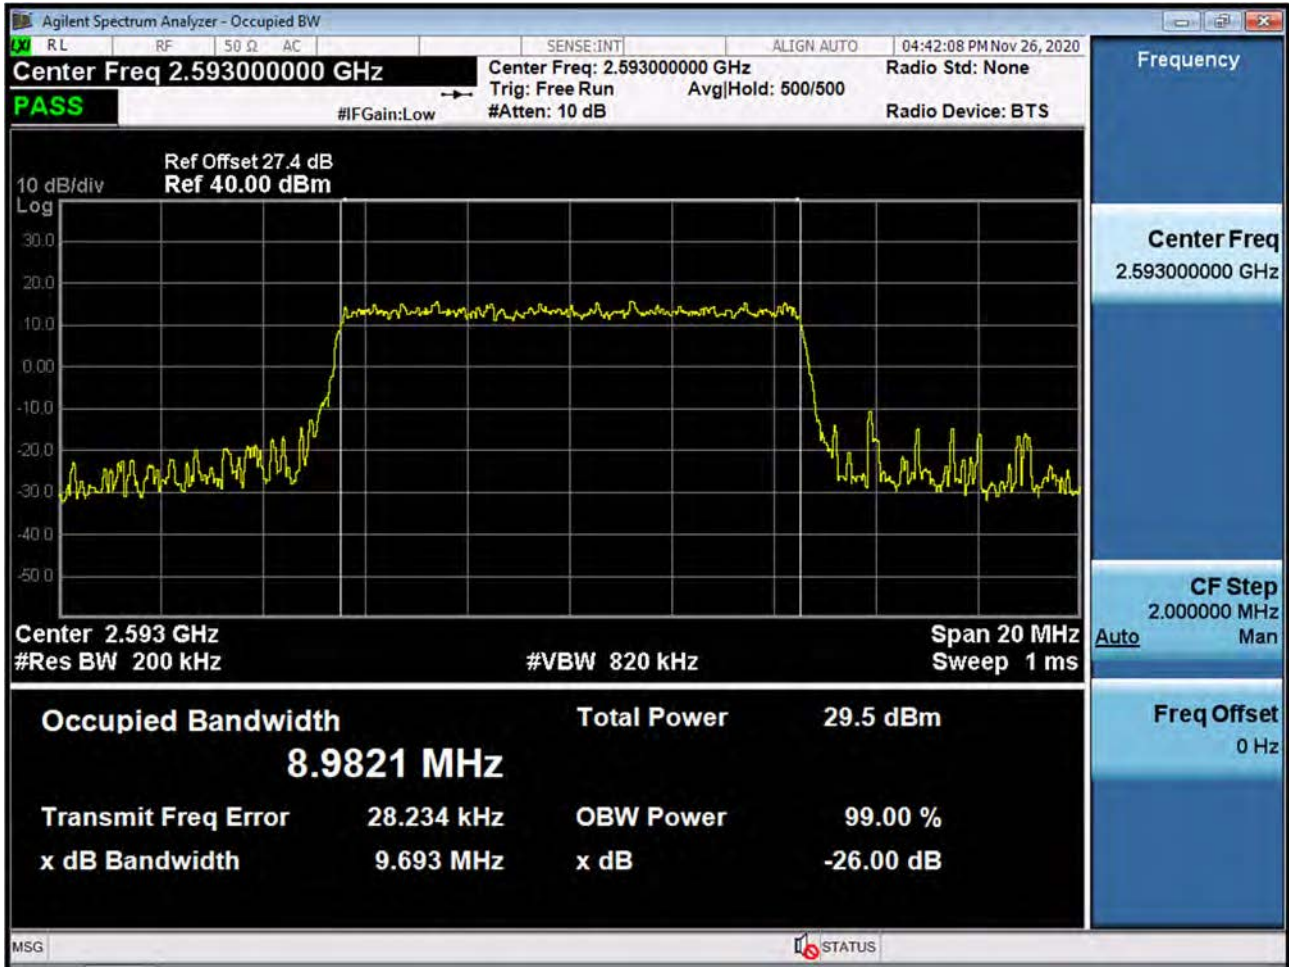 Agilent Spectrum Analyzer - Occupied BW
LXI RL RF 50 Ω AC SENSE:INT ALIGN AUTO 04:42:08 PM Nov 26, 2020
Center Freq 2.593000000 GHz
Center Freq: 2.593000000 GHz Radio Std: None
Trig: Free Run Avg|Hold: 500/500
PASS
#IFGain:Low #Atten: 10 dB Radio Device: BTS
Ref Offset 27.4 dB
10 dB/div Ref 40.00 dBm
Log
30.0
20.0
10.0
0.00
-10.0
-20.0
-30.0
-40.0
-50.0
Center 2.593 GHz Span 20 MHz
#Res BW 200 kHz #VBW 820 kHz Sweep 1 ms
Occupied Bandwidth Total Power 29.5 dBm
8.9821 MHz
Transmit Freq Error 28.234 kHz OBW Power 99.00 %
x dB Bandwidth 9.693 MHz x dB -26.00 dB
MSG STATUS
Frequency
Center Freq
2.593000000 GHz
CF Step
2.000000 MHz
Auto Man
Freq Offset
0 Hz